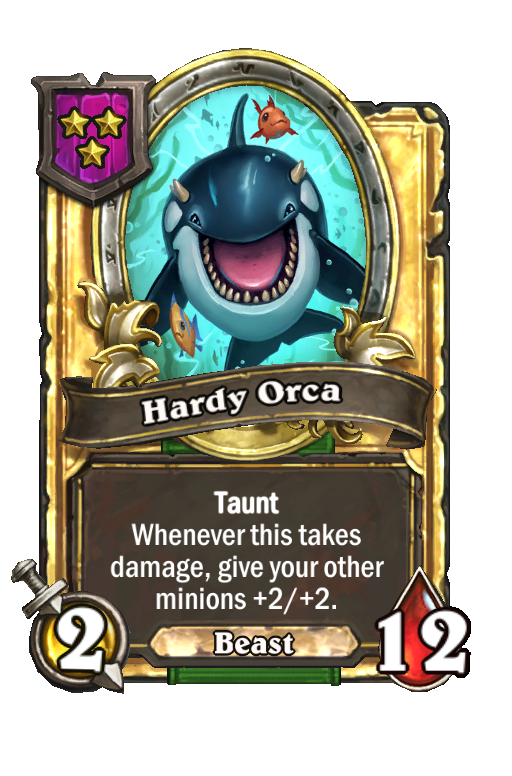 Hardy Orca
Taunt
Whenever this takes
damage, give your other
minions +2/+2.
2
Beast
12